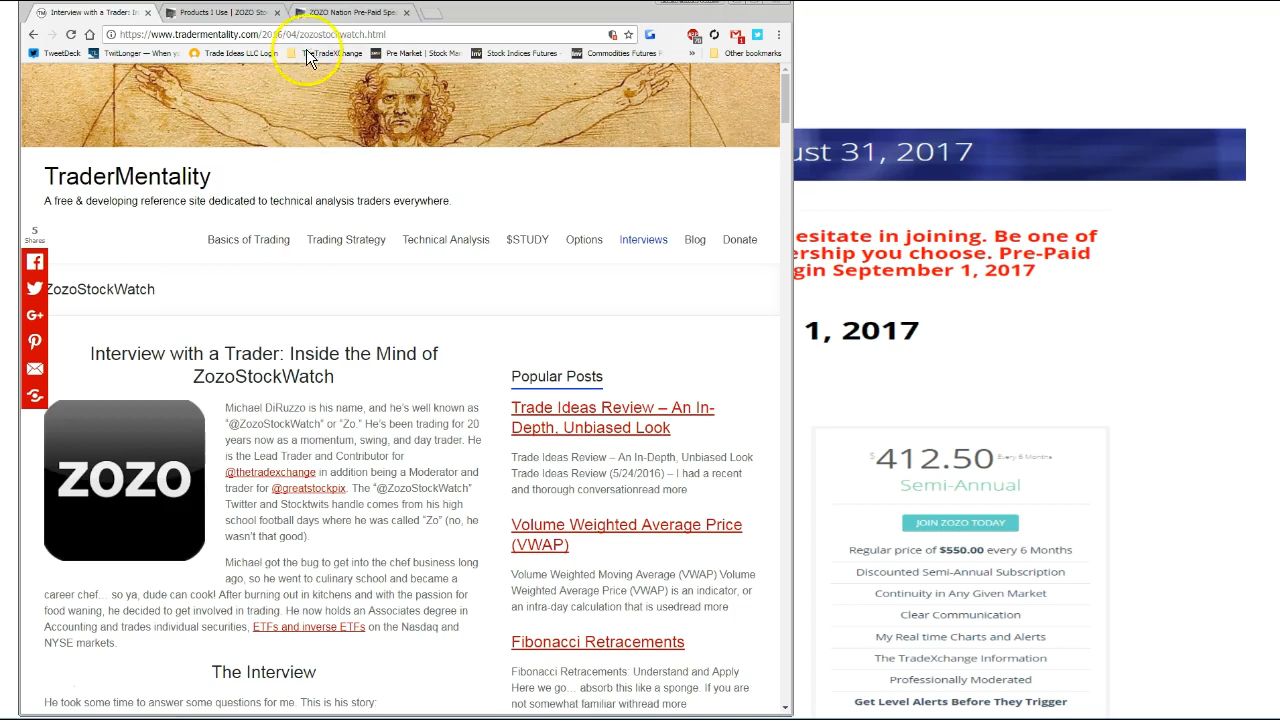 Interview with a Trader: In
Products I Use | ZOZO Sto
ZOZO Nation Pre-Paid Spe
https://www.tradermentality.com/2016/04/zozostockwatch.html
TweetDeck
TwitLonger — When y
Trade Ideas LLC Login
TheTradeXChange
Pre Market | Stock Mar
Stock Indices Futures -
Commodities Futures P
»
Other bookmarks
TraderMentality
A free & developing reference site dedicated to technical analysis traders everywhere.
5
Shares
Basics of Trading
Trading Strategy
Technical Analysis
$STUDY
Options
Interviews
Blog
Donate
ZozoStockWatch
Interview with a Trader: Inside the Mind of
ZozoStockWatch
ZOZO
Michael DiRuzzo is his name, and he's well known as
"@ZozoStockWatch" or "Zo." He's been trading for 20
years now as a momentum, swing, and day trader. He
is the Lead Trader and Contributor for
@thetradexchange in addition being a Moderator and
trader for @greatstockpix. The "@ZozoStockWatch"
Twitter and Stocktwits handle comes from his high
school football days where he was called "Zo" (no, he
wasn't that good).
Michael got the bug to get into the chef business long
ago, so he went to culinary school and became a
career chef… so ya, dude can cook! After burning out in kitchens and with the passion for
food waning, he decided to get involved in trading. He now holds an Associates degree in
Accounting and trades individual securities, ETFs and inverse ETFs on the Nasdaq and
NYSE markets.
The Interview
He took some time to answer some questions for me. This is his story:
Popular Posts
Trade Ideas Review – An In-
Depth, Unbiased Look
Trade Ideas Review – An In-Depth, Unbiased Look
Trade Ideas Review (5/24/2016) – I had a recent
and thorough conversationread more
Volume Weighted Average Price
(VWAP)
Volume Weighted Moving Average (VWAP) Volume
Weighted Average Price (VWAP) is an indicator, or
an intra-day calculation that is usedread more
Fibonacci Retracements
Fibonacci Retracements: Understand and Apply
Here we go… absorb this like a sponge. If you are
not somewhat familiar withread more
ust 31, 2017
esitate in joining. Be one of
ership you choose. Pre-Paid
gin September 1, 2017
1, 2017
$412.50 Every 6 Months
Semi-Annual
JOIN ZOZO TODAY
Regular price of $550.00 every 6 Months
Discounted Semi-Annual Subscription
Continuity in Any Given Market
Clear Communication
My Real time Charts and Alerts
The TradeXchange Information
Professionally Moderated
Get Level Alerts Before They Trigger